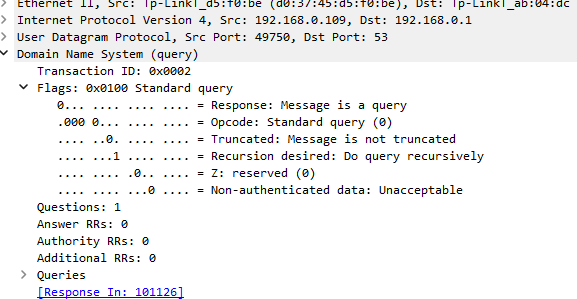 Ethernet II, Src: Tp-LinkT_d5:f0:be (d0:37:45:d5:f0:be), Dst: Tp-LinkT_ab:04:dc
Internet Protocol Version 4, Src: 192.168.0.109, Dst: 192.168.0.1
User Datagram Protocol, Src Port: 49750, Dst Port: 53
Domain Name System (query)
Transaction ID: 0x0002
Flags: 0x0100 Standard query
0... .... .... .... = Response: Message is a query
.000 0... .... .... = Opcode: Standard query (0)
.... ..0. .... .... = Truncated: Message is not truncated
.... ...1 .... .... = Recursion desired: Do query recursively
.... .... .0.. .... = Z: reserved (0)
.... .... ...0 .... = Non-authenticated data: Unacceptable
Questions: 1
Answer RRs: 0
Authority RRs: 0
Additional RRs: 0
Queries
[Response In: 101126]